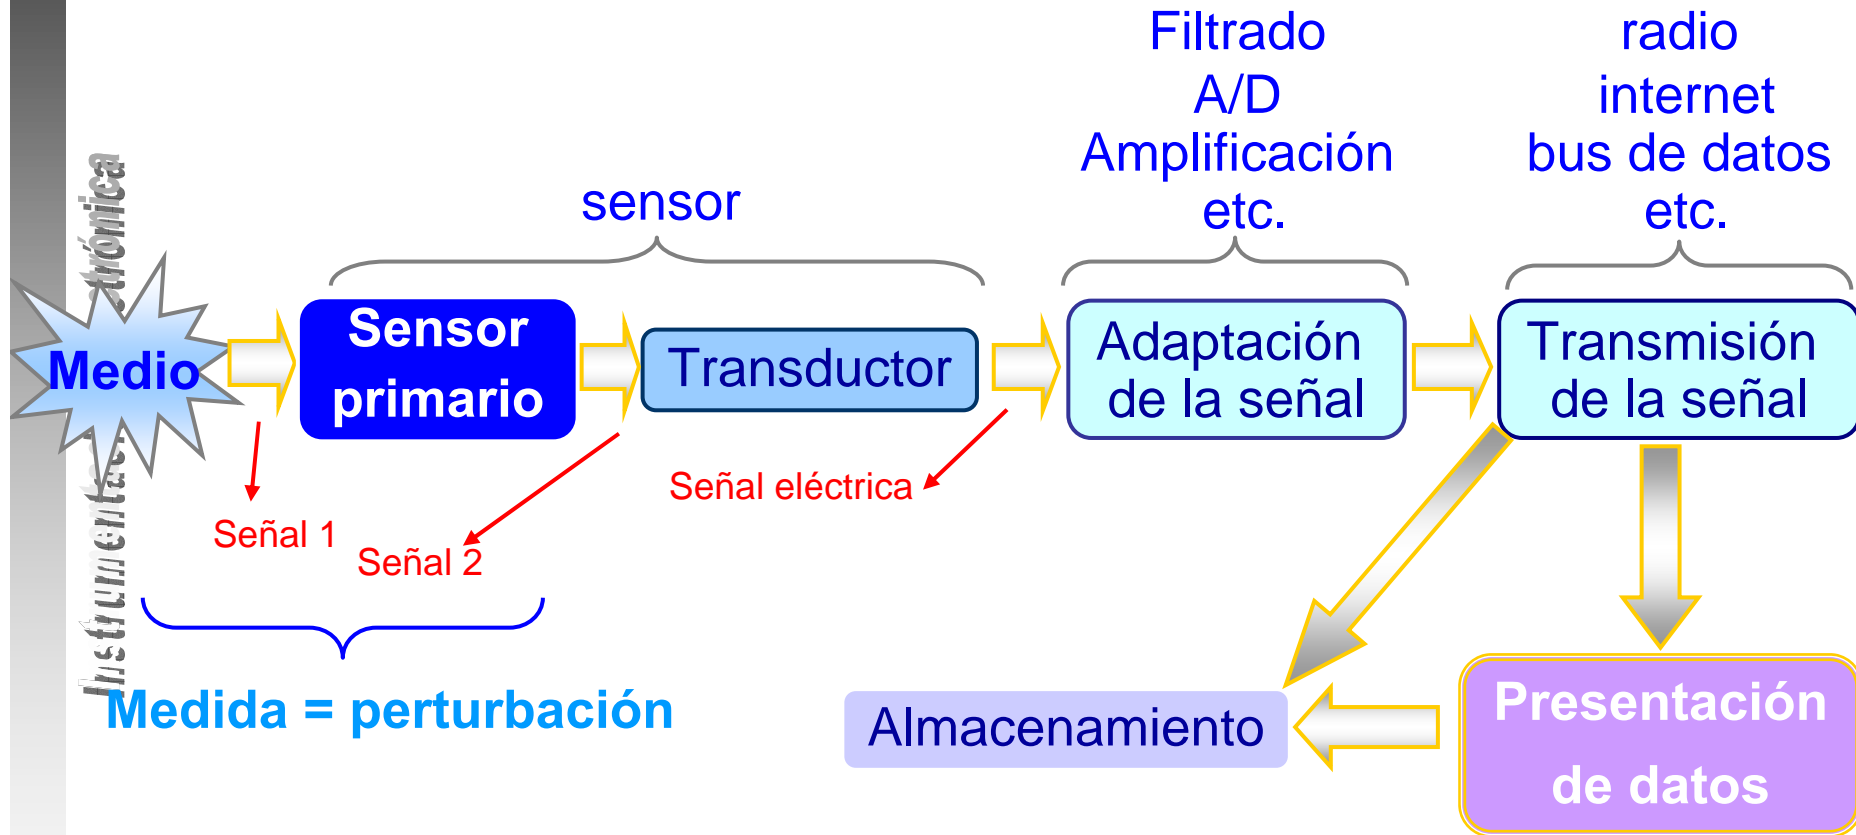 Filtrado
A/D
Amplificación
etc.
radio
internet
bus de datos
etc.
sensor
Medio
Sensor
primario
Transductor
Adaptación
de la señal
Transmisión
de la señal
Señal 1
Señal 2
Señal eléctrica
Medida = perturbación
Almacenamiento
Presentación
de datos